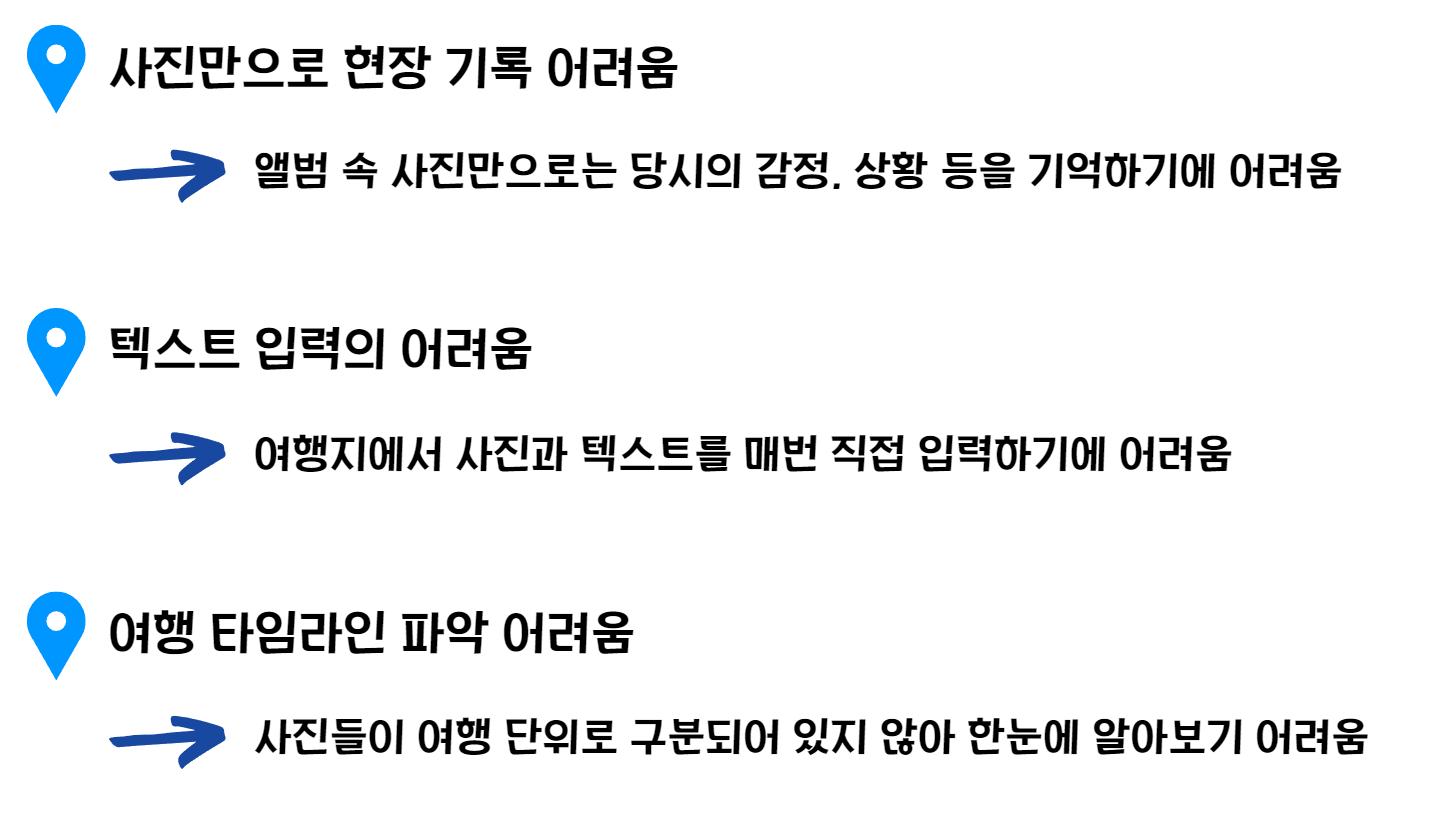 사진만으로 현장 기록 어려움
앨범 속 사진만으로는 당시의 감정, 상황 등을 기억하기에 어려움
텍스트 입력의 어려움
여행지에서 사진과 텍스트를 매번 직접 입력하기에 어려움
여행 타임라인 파악 어려움
사진들이 여행 단위로 구분되어 있지 않아 한눈에 알아보기 어려움